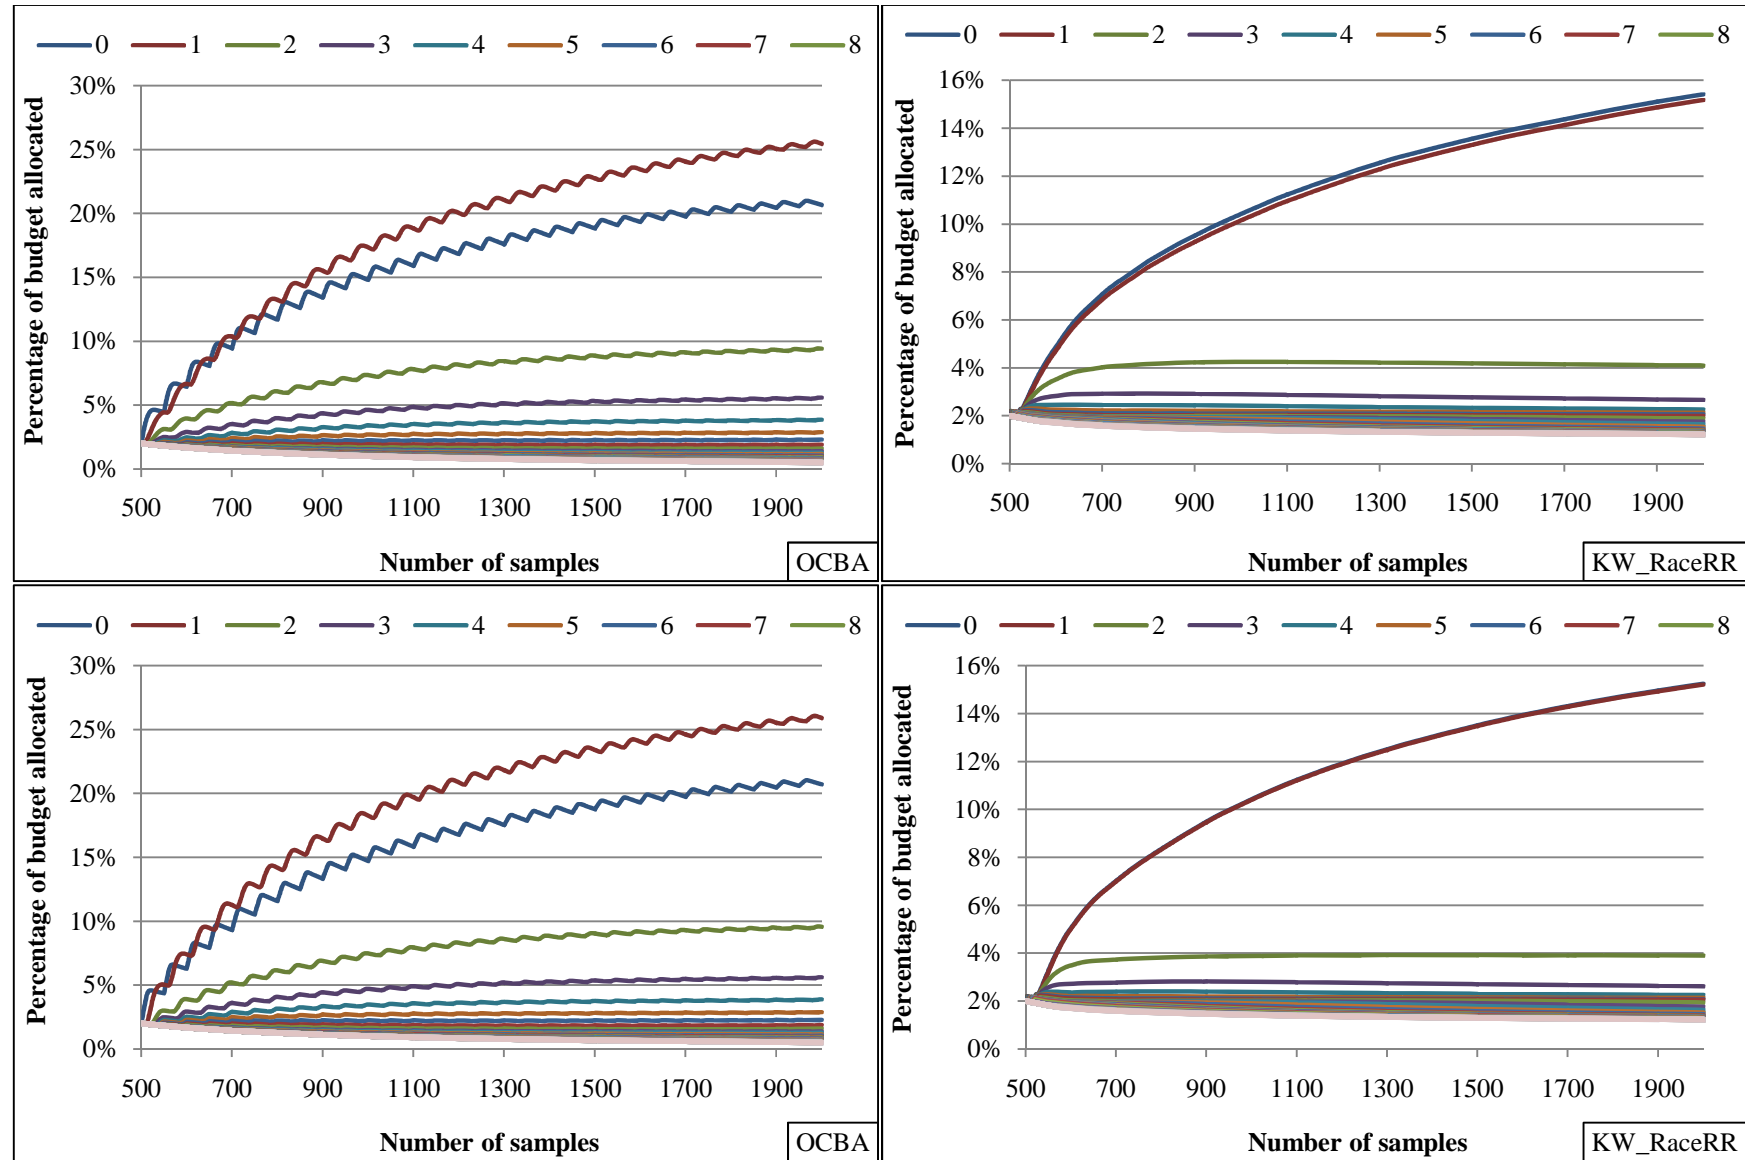 0 1 2 3 4 5 6 7 8
Percentage of budget allocated
30%
25%
20%
15%
10%
5%
0%
500 700 900 1100 1300 1500 1700 1900
Number of samples
OCBA
0 1 2 3 4 5 6 7 8
Percentage of budget allocated
16%
14%
12%
10%
8%
6%
4%
2%
0%
500 700 900 1100 1300 1500 1700 1900
Number of samples
KW_RaceRR
0 1 2 3 4 5 6 7 8
Percentage of budget allocated
30%
25%
20%
15%
10%
5%
0%
500 700 900 1100 1300 1500 1700 1900
Number of samples
OCBA
0 1 2 3 4 5 6 7 8
Percentage of budget allocated
16%
14%
12%
10%
8%
6%
4%
2%
0%
500 700 900 1100 1300 1500 1700 1900
Number of samples
KW_RaceRR